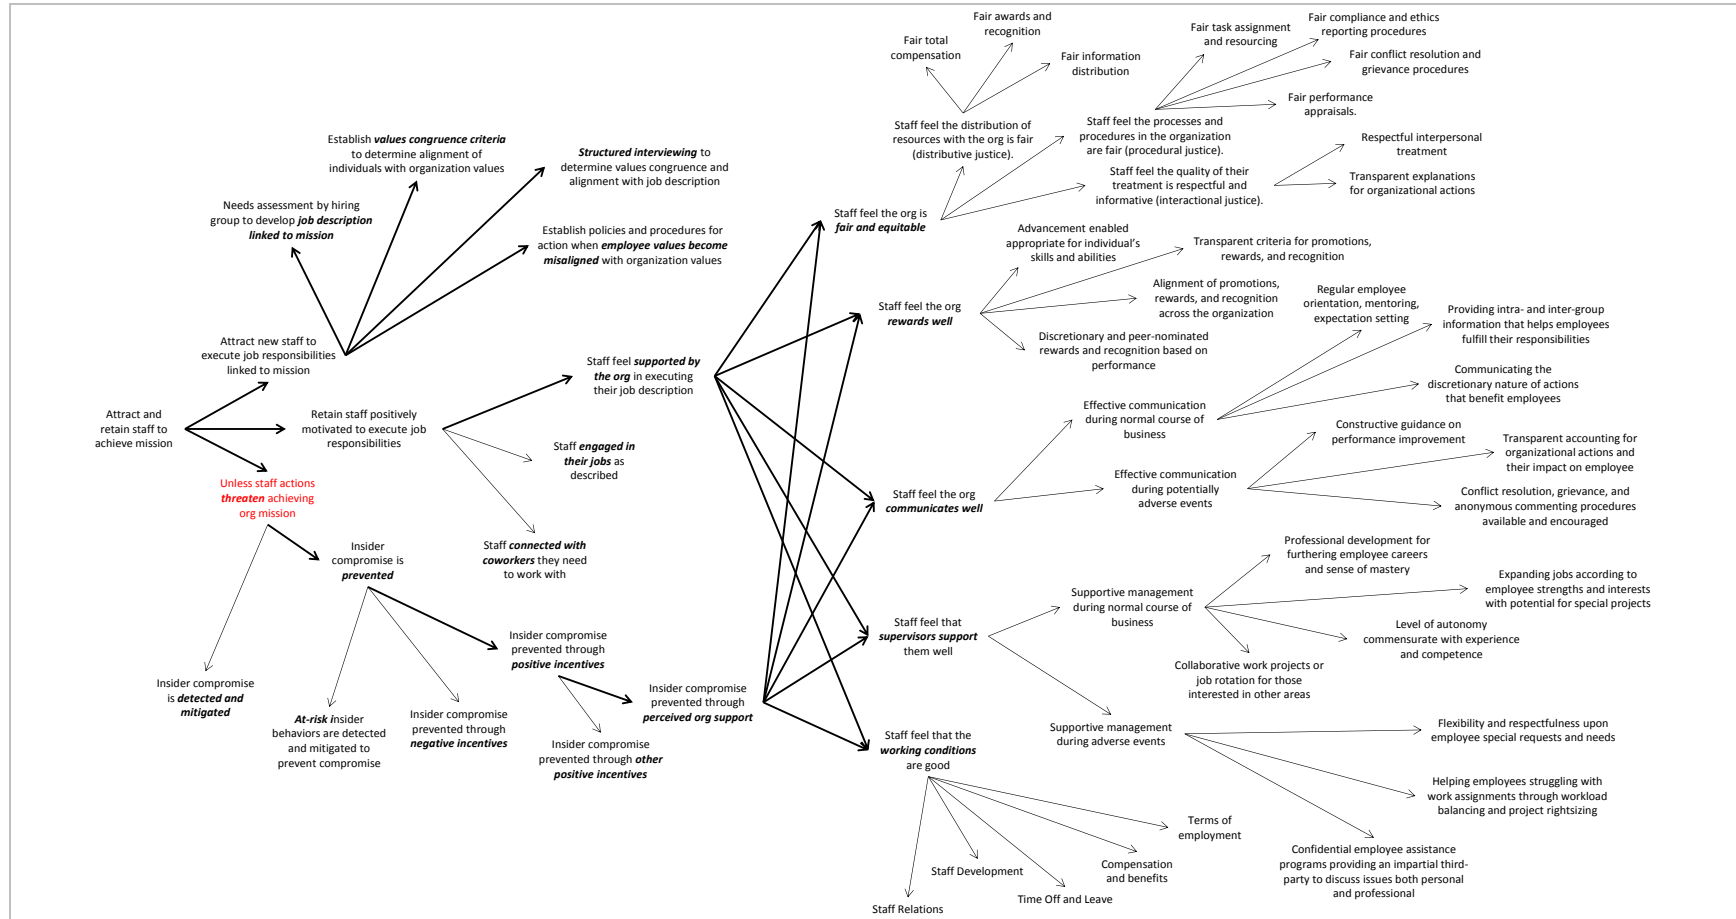 Fair awards and
recognition
Fair total
compensation
Fair information
distribution
Fair task assignment
and resourcing
Fair compliance and ethics
reporting procedures
Fair conflict resolution and
grievance procedures
Fair performance
appraisals.
Staff feel the distribution of
resources with the org is fair
(distributive justice).
Staff feel the processes and
procedures in the organization
are fair (procedural justice).
Staff feel the quality of their
treatment is respectful and
informative (interactional justice).
Respectful interpersonal
treatment
Transparent explanations
for organizational actions
Establish values congruence criteria
to determine alignment of
individuals with organization values
Structured interviewing to
determine values congruence and
alignment with job description
Needs assessment by hiring
group to develop job description
linked to mission
Establish policies and procedures for
action when employee values become
misaligned with organization values
Staff feel the org is
fair and equitable
Advancement enabled
appropriate for individual's
skills and abilities
Transparent criteria for promotions,
rewards, and recognition
Alignment of promotions,
rewards, and recognition
across the organization
Staff feel the org
rewards well
Discretionary and peer-nominated
rewards and recognition based on
performance
Regular employee
orientation, mentoring,
expectation setting
Providing intra- and inter-group
information that helps employees
fulfill their responsibilities
Communicating the
discretionary nature of actions
that benefit employees
Attract new staff to
execute job responsibilities
linked to mission
Staff feel supported by
the org in executing
their job description
Attract and
retain staff to
achieve mission
Retain staff positively
motivated to execute job
responsibilities
Effective communication
during normal course of
business
Constructive guidance on
performance improvement
Transparent accounting for
organizational actions and
their impact on employee
Staff engaged in
their jobs as
described
Unless staff actions
threaten achieving
org mission
Staff feel the org
communicates well
Effective communication
during potentially
adverse events
Conflict resolution, grievance, and
anonymous commenting procedures
available and encouraged
Insider
compromise is
prevented
Staff connected with
coworkers they need
to work with
Professional development for
furthering employee careers
and sense of mastery
Expanding jobs according to
employee strengths and interests
with potential for special projects
Supportive management
during normal course of
business
Level of autonomy
commensurate with experience
and competence
Collaborative work projects or
job rotation for those
interested in other areas
Staff feel that
supervisors support
them well
Insider compromise
prevented through
positive incentives
Insider compromise
is detected and
mitigated
At-risk insider
behaviors are detected
and mitigated to
prevent compromise
Insider compromise
prevented through
negative incentives
Insider compromise
prevented through
perceived org support
Insider compromise
prevented through other
positive incentives
Supportive management
during adverse events
Flexibility and respectfulness upon
employee special requests and needs
Staff feel that the
working conditions
are good
Helping employees struggling with
work assignments through workload
balancing and project rightsizing
Terms of
employment
Confidential employee assistance
programs providing an impartial third-
party to discuss issues both personal
and professional
Compensation
and benefits
Staff Development
Time Off and Leave
Staff Relations